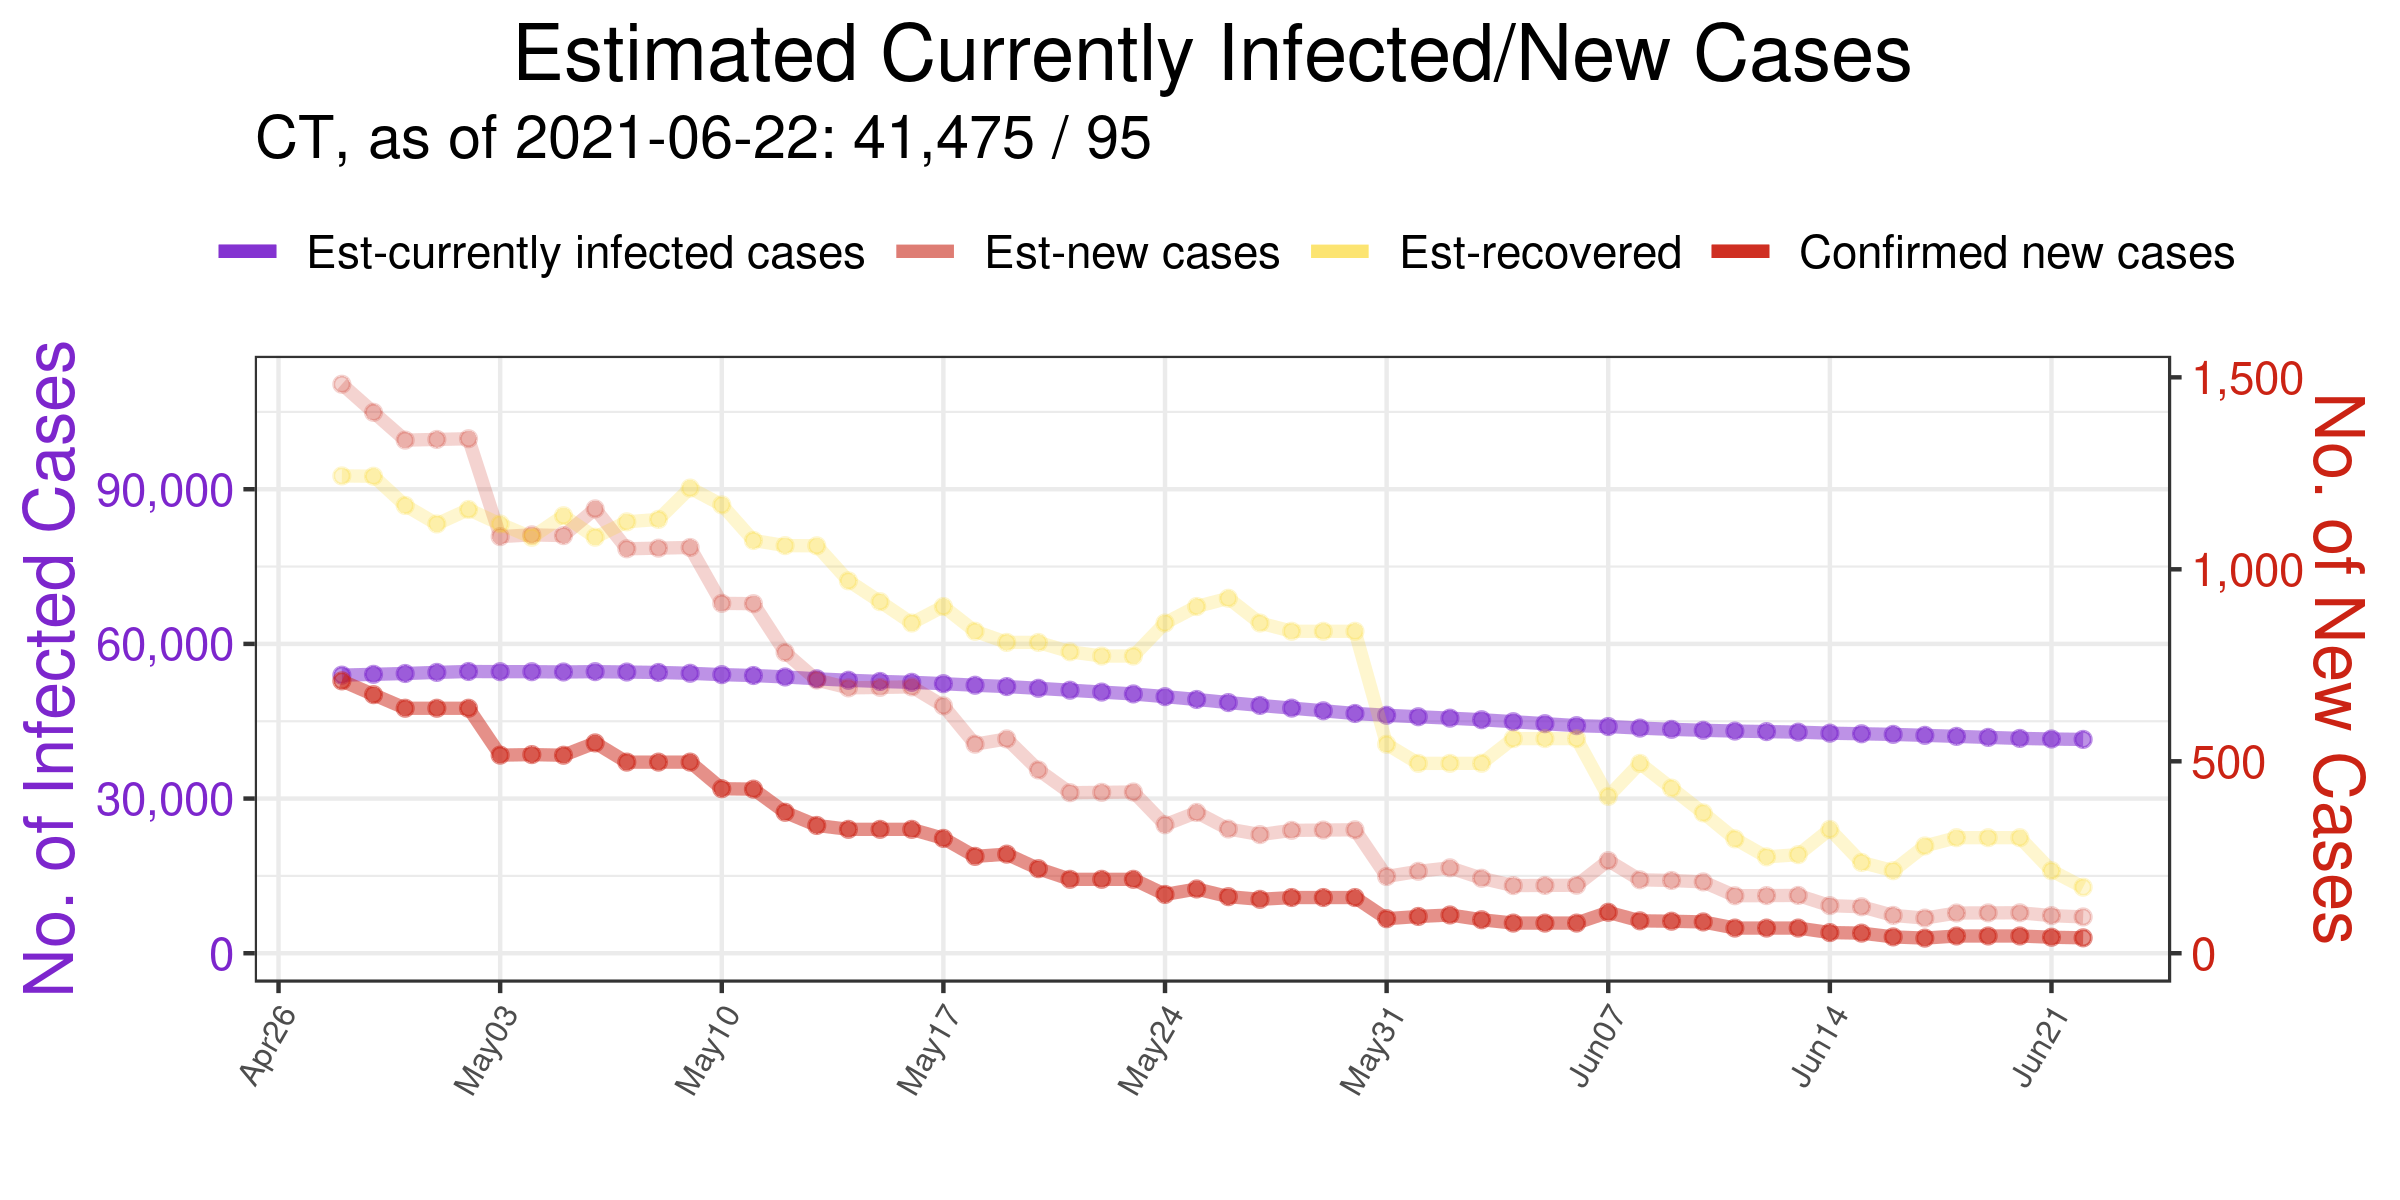 Estimated Currently Infected/New Cases
CT, as of 2021-06-22: 41,475 / 95
Est-currently infected cases Est-new cases Est-recovered Confirmed new cases
No. of Infected Cases
90,000
60,000
30,000
0
1,500
1,000
500
0
No. of New Cases
Apr26 May03 May10 May17 May24 May31 Jun07 Jun14 Jun21